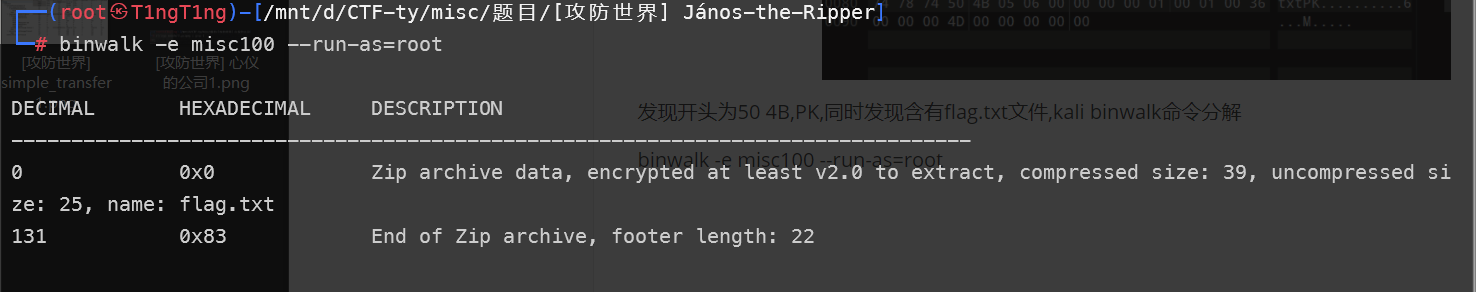 78 74 50 4B 05 06 00 00 00 00 01 00 01 00 36 txtPK..........6
00 00 00 4D 00 00 00 00 00 ...M.....
┌──(root㉿T1ngT1ng)-[/mnt/d/CTF-ty/misc/题目/[攻防世界] János-the-Ripper]
└─# binwalk -e misc100 --run-as=root
[攻防世界] simple_transfer
[攻防世界] 心仪的公司1.png
DECIMAL HEXADECIMAL DESCRIPTION
发现开头为50 4B,PK,同时发现含有flag.txt文件,kali binwalk命令分解
--------------------------------------------------------------------------------
binwalk -e misc100 --run-as=root
0 0x0 Zip archive data, encrypted at least v2.0 to extract, compressed size: 39, uncompressed si
ze: 25, name: flag.txt
131 0x83 End of Zip archive, footer length: 22